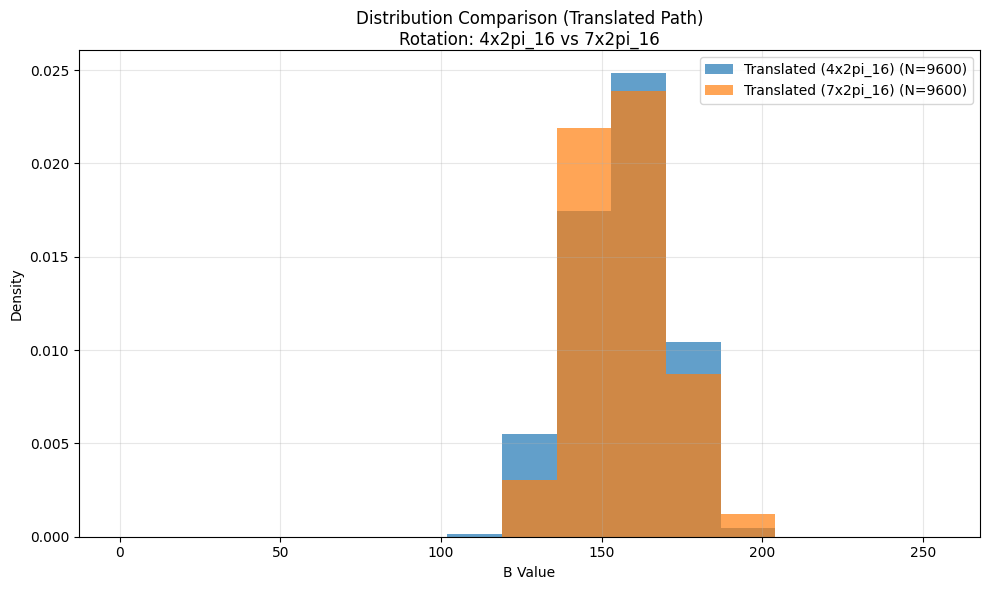 Distribution Comparison (Translated Path)
Rotation: 4x2pi_16 vs 7x2pi_16
Translated (4x2pi_16) (N=9600)
Translated (7x2pi_16) (N=9600)
0.025
0.020
0.015
0.010
0.005
0.000
Density
0
50
100
150
200
250
B Value